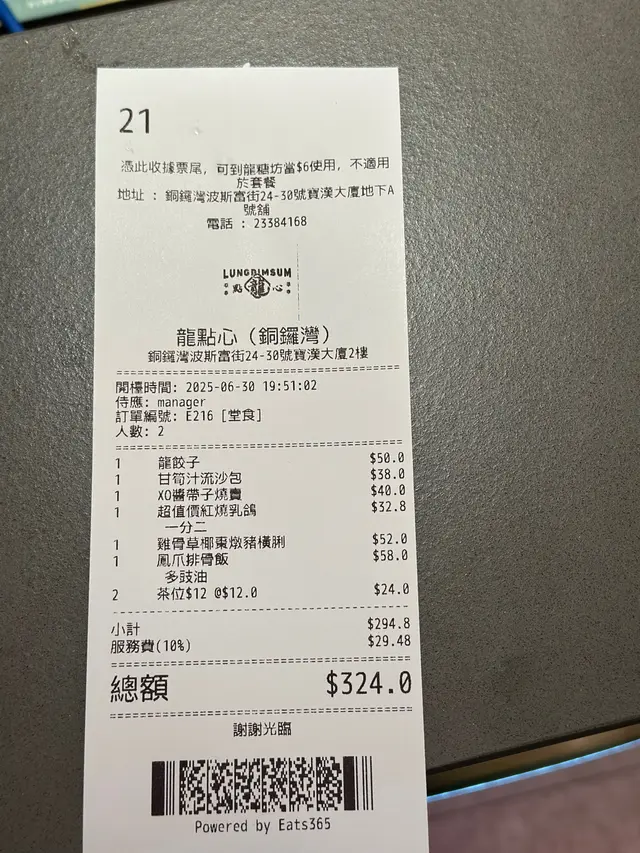 21
憑此收據票尾，可到龍糖坊當$6使用，不適用
於套餐
地址 : 銅鑼灣波斯富街24-30號寶漢大廈地下A
號舖
電話 : 23384168
LUNGDIMSUM
點龍心
龍點心（銅鑼灣）
銅鑼灣波斯富街24-30號寶漢大廈2樓
開檯時間: 2025-06-30 19:51:02
侍應: manager
訂單編號: E216 [堂食]
人數: 2
1 龍餃子 $50.0
1 甘筍汁流沙包 $38.0
1 XO醬帶子燒賣 $40.0
1 超值價紅燒乳鴿 $32.8
一分二
1 雞骨草椰棗燉豬橫脷 $52.0
1 鳳爪排骨飯 $58.0
多豉油
2 茶位$12 @$12.0 $24.0
小計 $294.8
服務費(10%) $29.48
總額 $324.0
謝謝光臨
Powered by Eats365